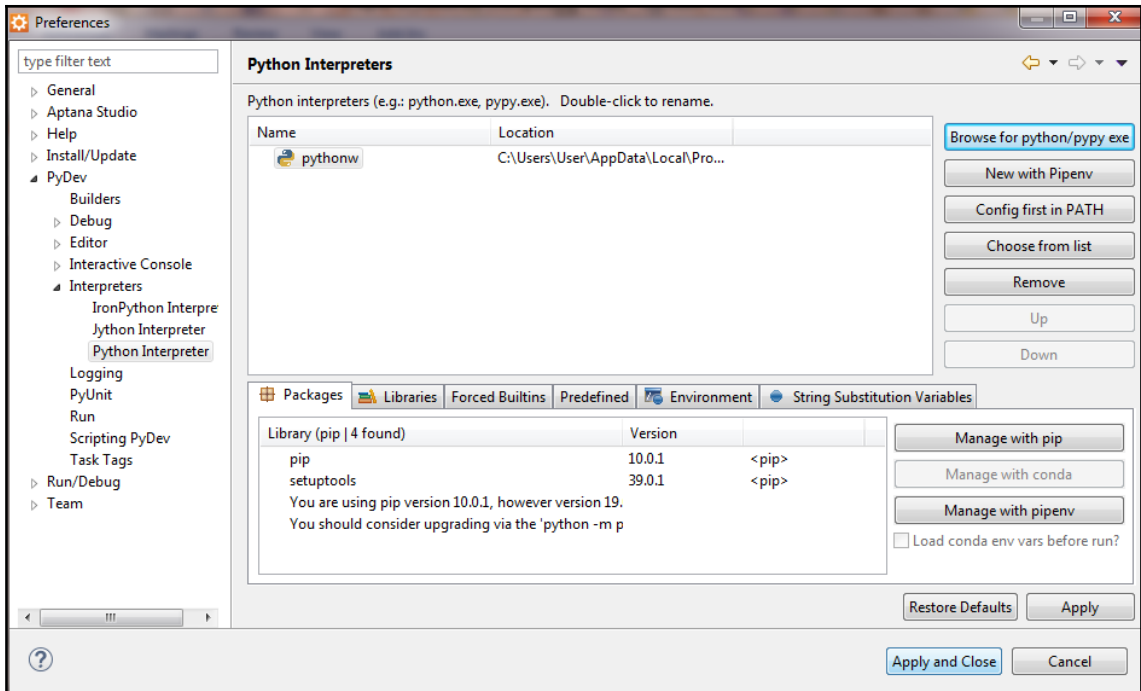 Preferences
type filter text
General
Aptana Studio
Help
Install/Update
PyDev
Builders
Debug
Editor
Interactive Console
Interpreters
IronPython Interpre
Jython Interpreter
Python Interpreter
Logging
PyUnit
Run
Scripting PyDev
Task Tags
Run/Debug
Team
Python Interpreters
Python interpreters (e.g.: python.exe, pypy.exe).   Double-click to rename.
Name Location
pythonw C:\Users\User\AppData\Local\Pro...
Browse for python/pypy exe
New with Pipenv
Config first in PATH
Choose from list
Remove
Up
Down
Packages Libraries Forced Builtins Predefined Environment String Substitution Variables
Library (pip | 4 found) Version
pip 10.0.1 <pip>
setuptools 39.0.1 <pip>
You are using pip version 10.0.1, however version 19.
You should consider upgrading via the 'python -m p
Manage with pip
Manage with conda
Manage with pipenv
Load conda env vars before run?
Restore Defaults Apply
Apply and Close Cancel